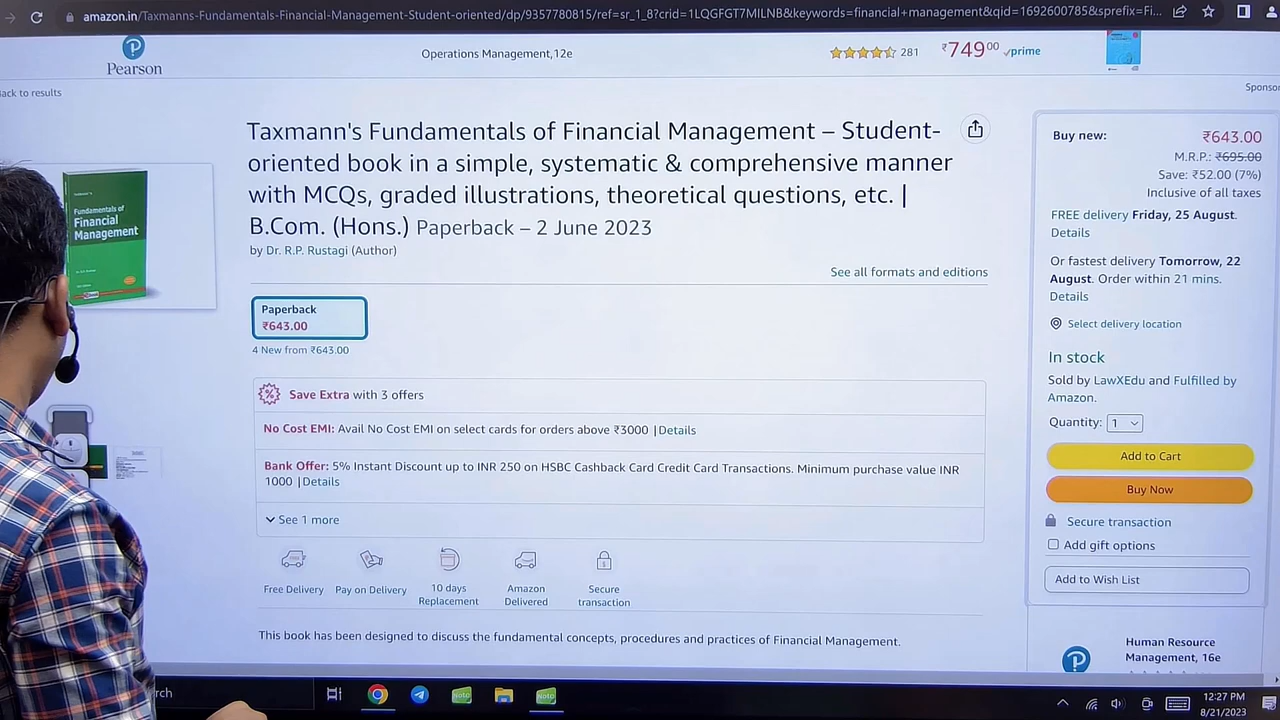 amazon.in/Taxmanns-Fundamentals-Financial-Management-Student-oriented/dp/9357780815/ref=sr_1_8?crid=1LQGFGT7MILNB&keywords=financial+management&qid=1692600785&sprefix=Fi...
Pearson
Operations Management,12e
281
₹749⁰⁰ prime
Back to results
Sponsor
Taxmann's Fundamentals of Financial Management – Student-
oriented book in a simple, systematic & comprehensive manner
with MCQs, graded illustrations, theoretical questions, etc. |
B.Com. (Hons.) Paperback – 2 June 2023
by Dr. R.P. Rustagi (Author)
See all formats and editions
Fundamentals of
Financial
Management
Paperback
₹643.00
4 New from ₹643.00
Save Extra with 3 offers
No Cost EMI: Avail No Cost EMI on select cards for orders above ₹3000 |Details
Bank Offer: 5% Instant Discount up to INR 250 on HSBC Cashback Card Credit Card Transactions. Minimum purchase value INR
1000 |Details
See 1 more
Free Delivery
Pay on Delivery
10 days
Replacement
Amazon
Delivered
Secure
transaction
This book has been designed to discuss the fundamental concepts, procedures and practices of Financial Management.
Buy new: ₹643.00
M.R.P.: ₹695.00
Save: ₹52.00 (7%)
Inclusive of all taxes
FREE delivery Friday, 25 August.
Details
Or fastest delivery Tomorrow, 22
August. Order within 21 mins.
Details
Select delivery location
In stock
Sold by LawXEdu and Fulfilled by
Amazon.
Quantity: 1
Add to Cart
Buy Now
Secure transaction
Add gift options
Add to Wish List
Human Resource
Management, 16e
rch
Note
Note
12:27 PM
8/21/2023